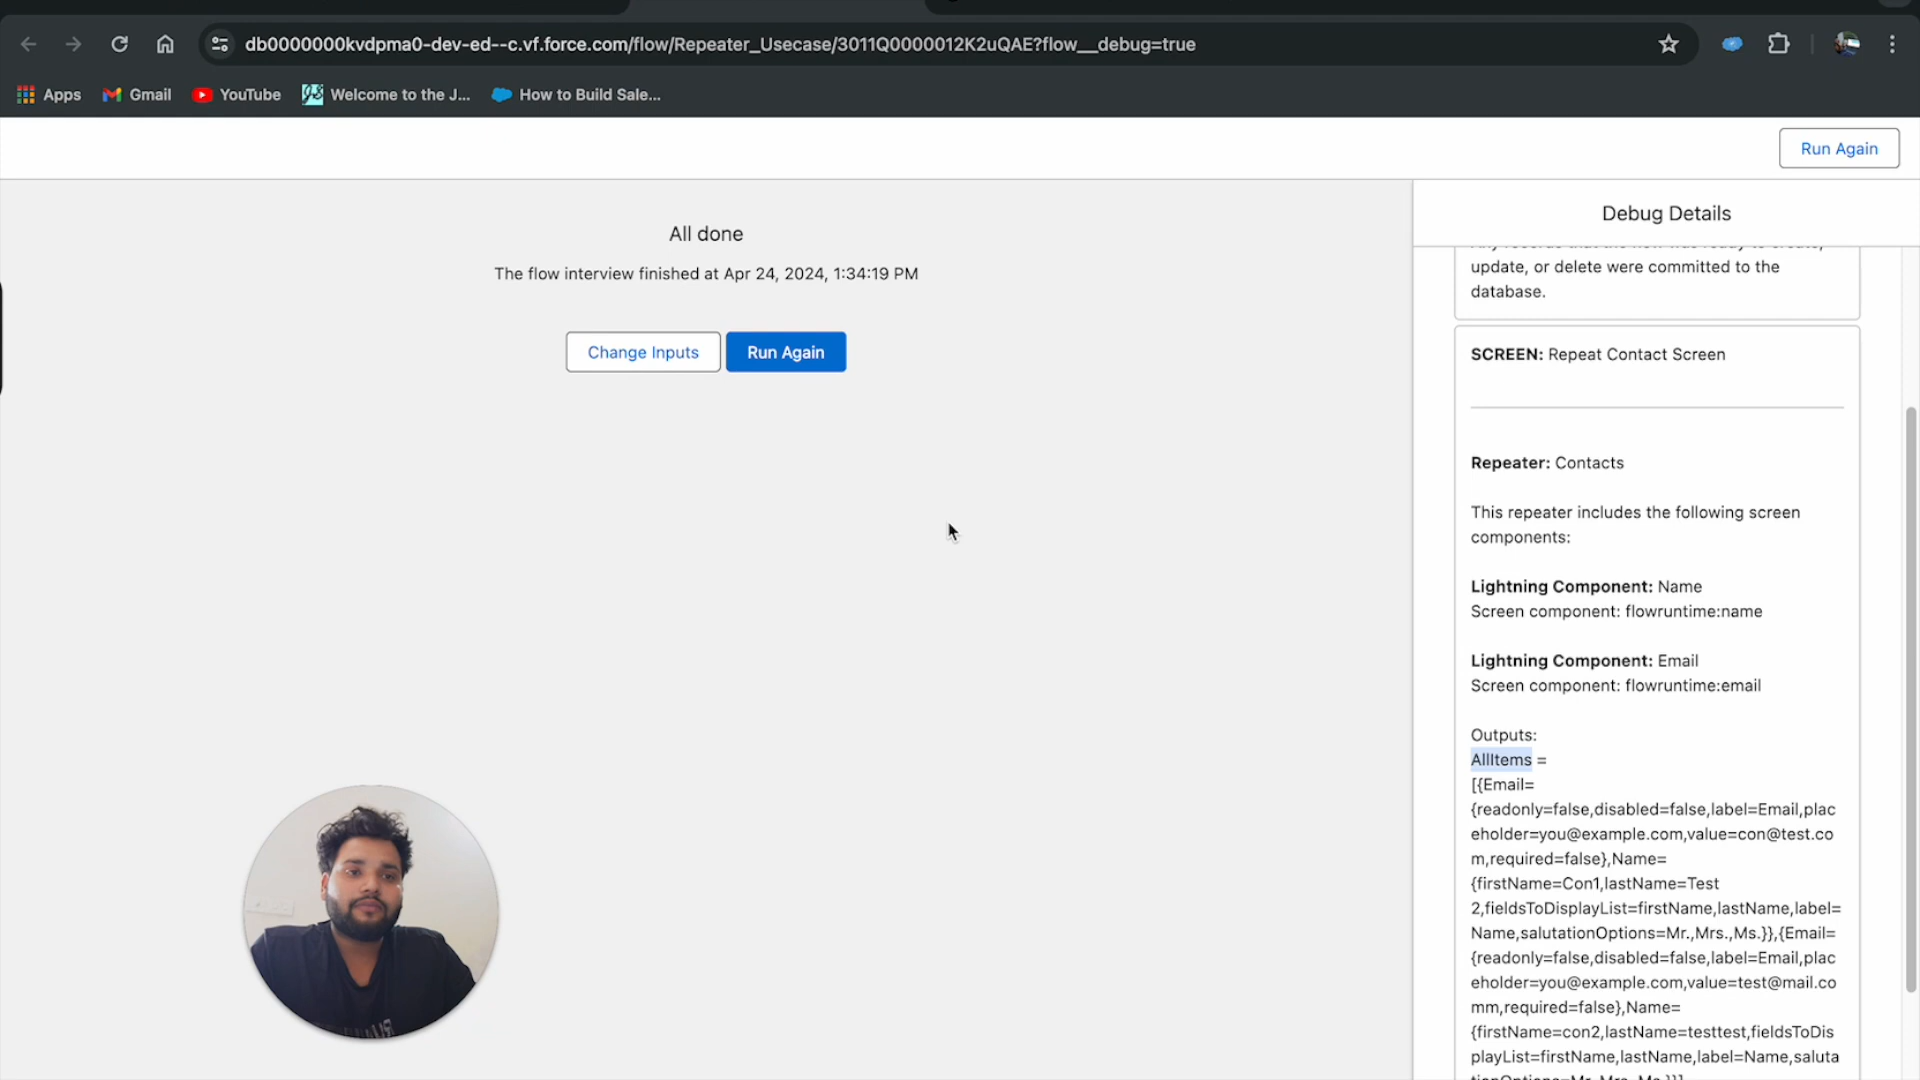 db0000000kvdpma0-dev-ed--c.vf.force.com/flow/Repeater_Usecase/3011Q0000012K2uQAE?flow__debug=true
Apps
Gmail
YouTube
Welcome to the J...
How to Build Sale...
Run Again
All done
The flow interview finished at Apr 24, 2024, 1:34:19 PM
Change Inputs
Run Again
Debug Details
update, or delete were committed to the
database.
SCREEN: Repeat Contact Screen
Repeater: Contacts
This repeater includes the following screen
components:
Lightning Component: Name
Screen component: flowruntime:name
Lightning Component: Email
Screen component: flowruntime:email
Outputs:
AllItems =
[{Email=
{readonly=false,disabled=false,label=Email,plac
eholder=you@example.com,value=con@test.co
m,required=false},Name=
{firstName=Con1,lastName=Test
2,fieldsToDisplayList=firstName,lastName,label=
Name,salutationOptions=Mr.,Mrs.,Ms.}},{Email=
{readonly=false,disabled=false,label=Email,plac
eholder=you@example.com,value=test@mail.co
mm,required=false},Name=
{firstName=con2,lastName=testtest,fieldsToDis
playList=firstName,lastName,label=Name,saluta